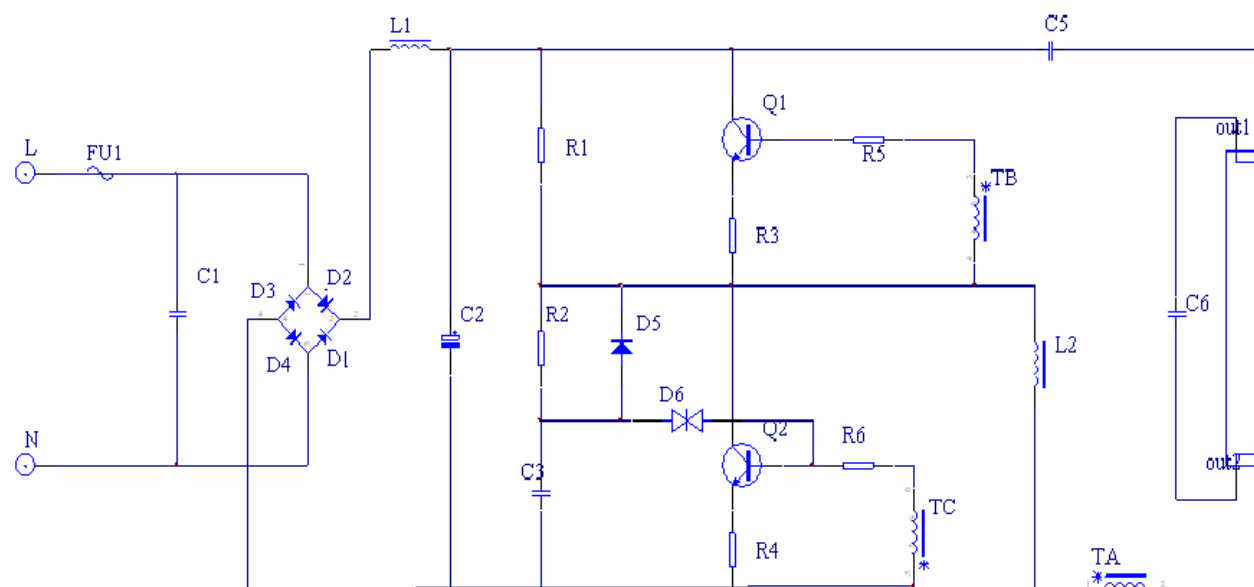 L1
C5
Q1
out1
L
FU1
R1
R5
TB
R3
C1
D3
D2
C2
R2
D5
C6
L2
D4
D1
D6
N
Q2
R6
C3
out2
TC
R4
TA